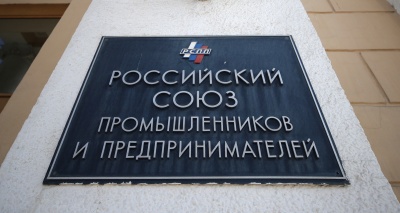 РСПП
РОССИЙСКИЙ
СОЮЗ
ПРОМЫШЛЕННИКОВ
И ПРЕДПРИНИМАТЕЛЕЙ